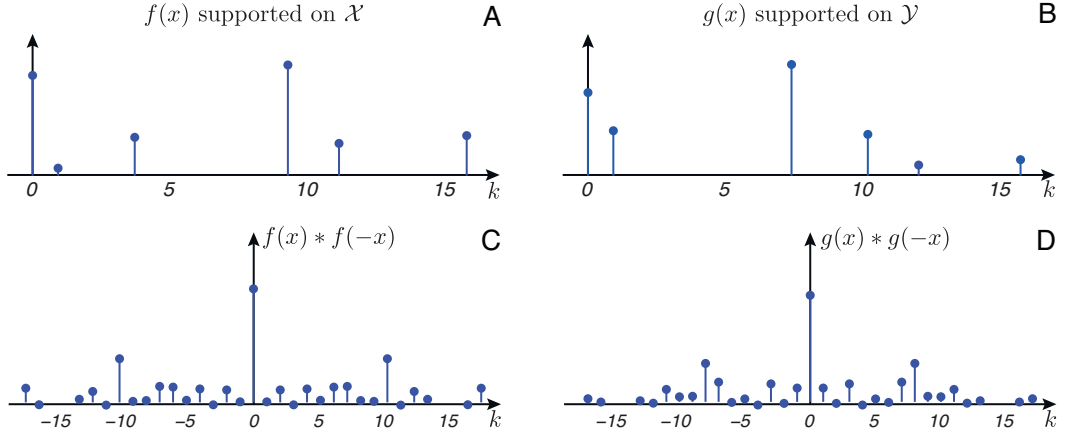 f(x) supported on 𝒳 A
0 5 10 15 k
g(x) supported on 𝒴 B
0 5 10 15 k
f(x) ∗ f(−x) C
−15 −10 −5 0 5 10 15 k
g(x) ∗ g(−x) D
−15 −10 −5 0 5 10 15 k